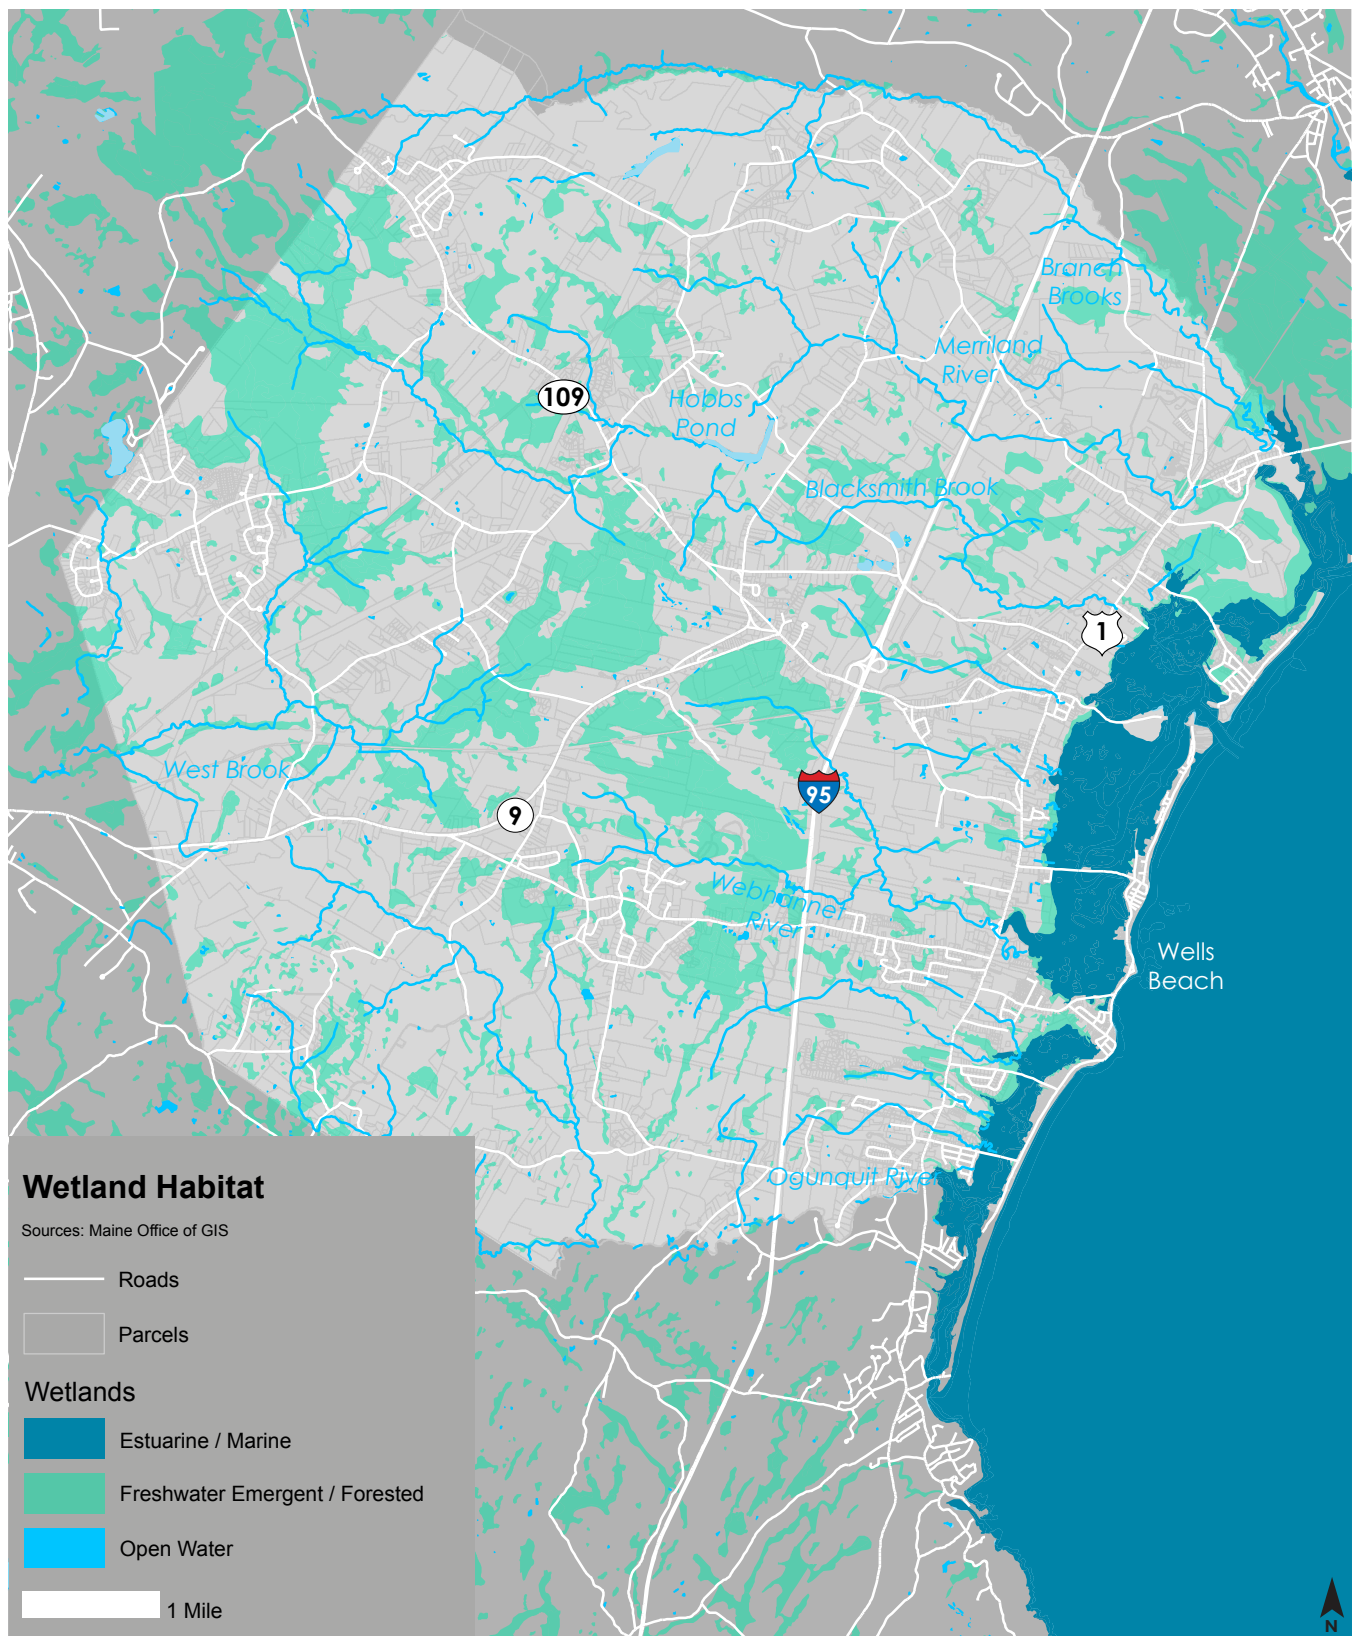 Branch
Brooks
Merriland
River
109
Hobbs
Pond
Blacksmith Brook
1
West Brook
95
9
Webhannet
River
Wells
Beach
Ogunquit River
Wetland Habitat
Sources: Maine Office of GIS
Roads
Parcels
Wetlands
Estuarine / Marine
Freshwater Emergent / Forested
Open Water
1 Mile
N